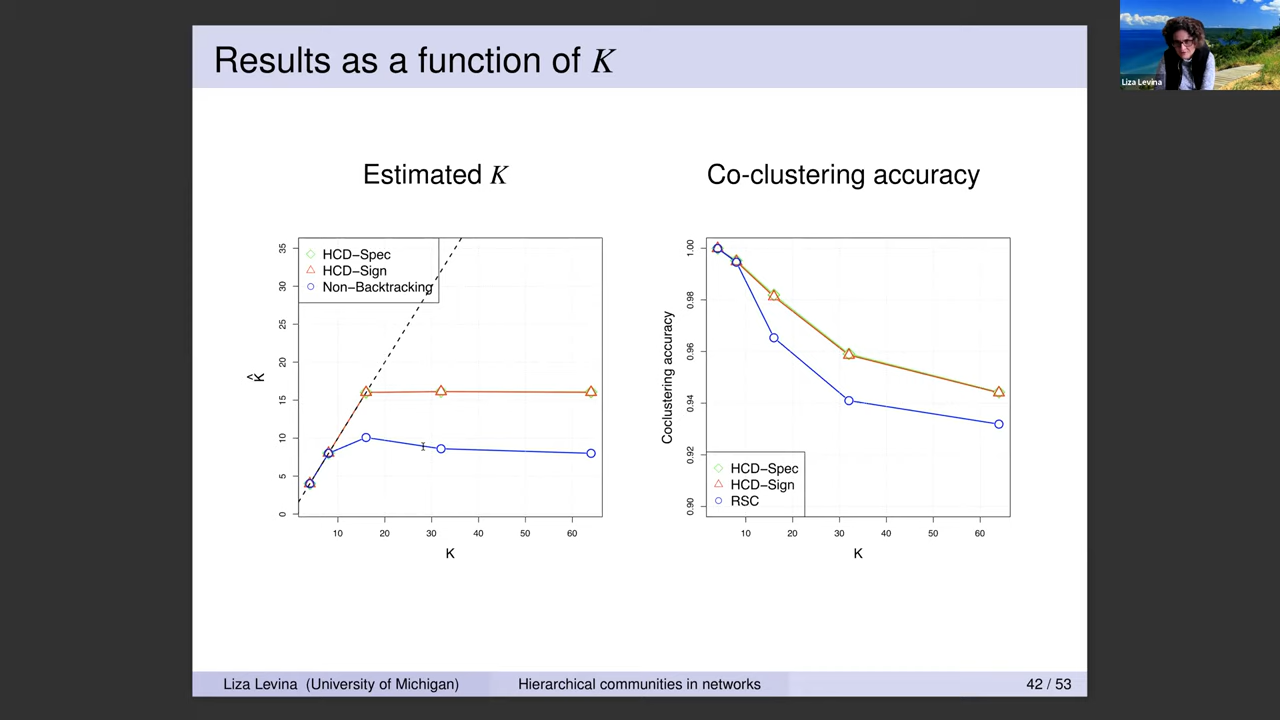 Results as a function of K
Liza Levina
Estimated K
Co-clustering accuracy
HCD−Spec
HCD−Sign
Non−Backtracking
K̂
0
5
10
15
20
25
30
35
10
20
30
40
50
60
K
Coclustering accuracy
0.90
0.92
0.94
0.96
0.98
1.00
HCD−Spec
HCD−Sign
RSC
10
20
30
40
50
60
K
Liza Levina (University of Michigan)
Hierarchical communities in networks
42 / 53